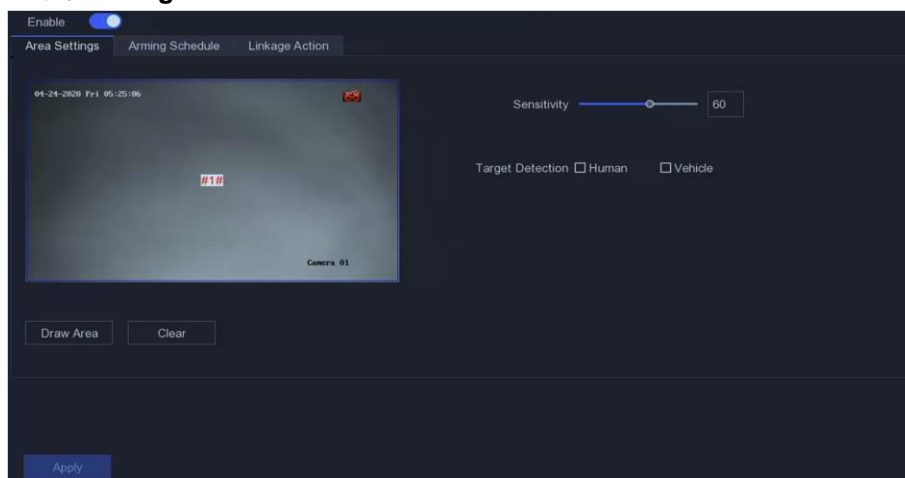 Enable
Area Settings Arming Schedule Linkage Action
04-24-2020 Fri 05:25:06
Sensitivity 60
Target Detection Human Vehicle
#1#
Camera 01
Draw Area Clear
Apply